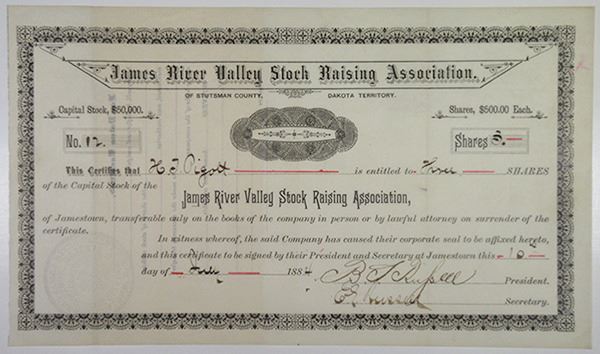 James River Valley Stock Raising Association.
OF STUTSMAN COUNTY, DAKOTA TERRITORY.
Capital Stock, $50,000. Shares, $500.00 Each.
No. 12 Shares 3
This Certifies that H J Pigott is entitled to Three SHARES
of the Capital Stock of the
James River Valley Stock Raising Association,
of Jamestown, transferable only on the books of the company in person or by lawful attorney on surrender of the
certificate.
In witness whereof, the said Company has caused their corporate seal to be affixed hereto,
and this certificate to be signed by their President and Secretary at Jamestown this 10
day of 1884
President.
Secretary.